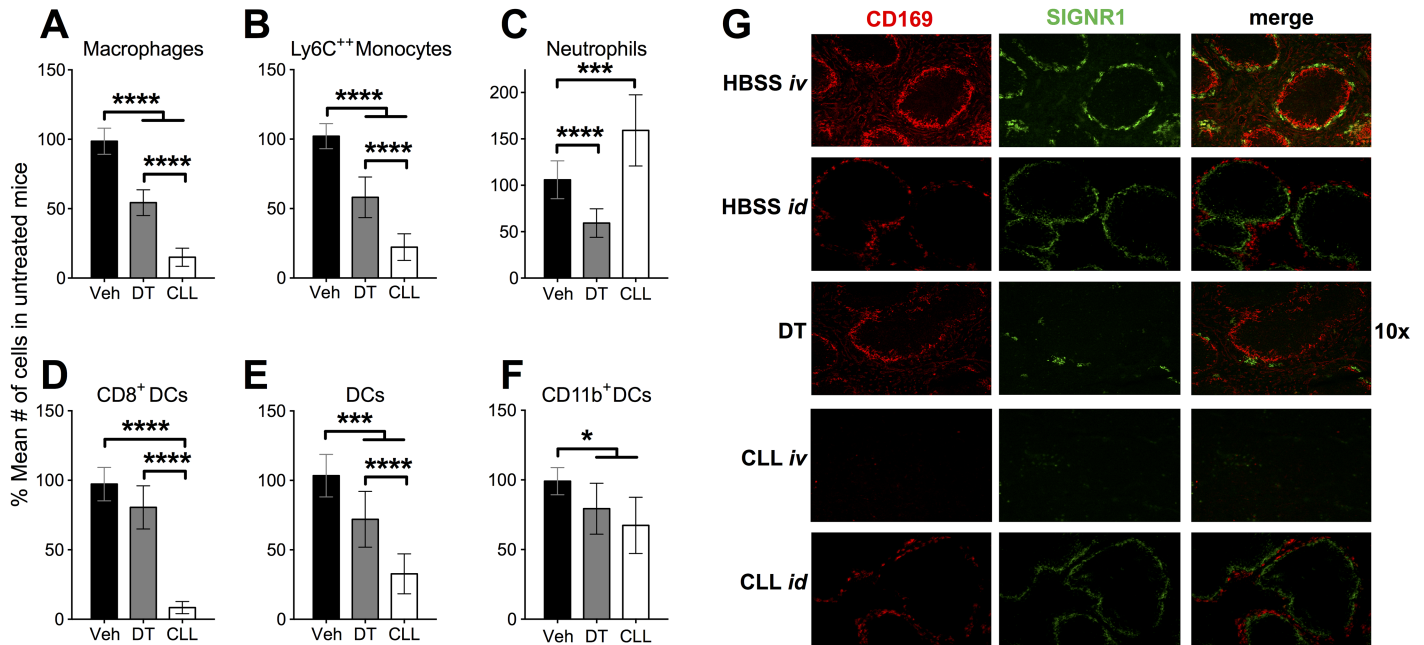 % Mean # of cells in untreated mice
A
Macrophages
150
100
50
0
****
****
Veh DT CLL
B
Ly6C++ Monocytes
150
100
50
0
****
****
Veh DT CLL
C
Neutrophils
200
150
100
50
0
***
****
Veh DT CLL
D
CD8+ DCs
150
100
50
0
****
****
Veh DT CLL
E
DCs
150
100
50
0
***
****
Veh DT CLL
F
CD11b+ DCs
150
100
50
0
*
Veh DT CLL
G
CD169 SIGNR1 merge
HBSS iv
HBSS id
DT
10x
CLL iv
CLL id